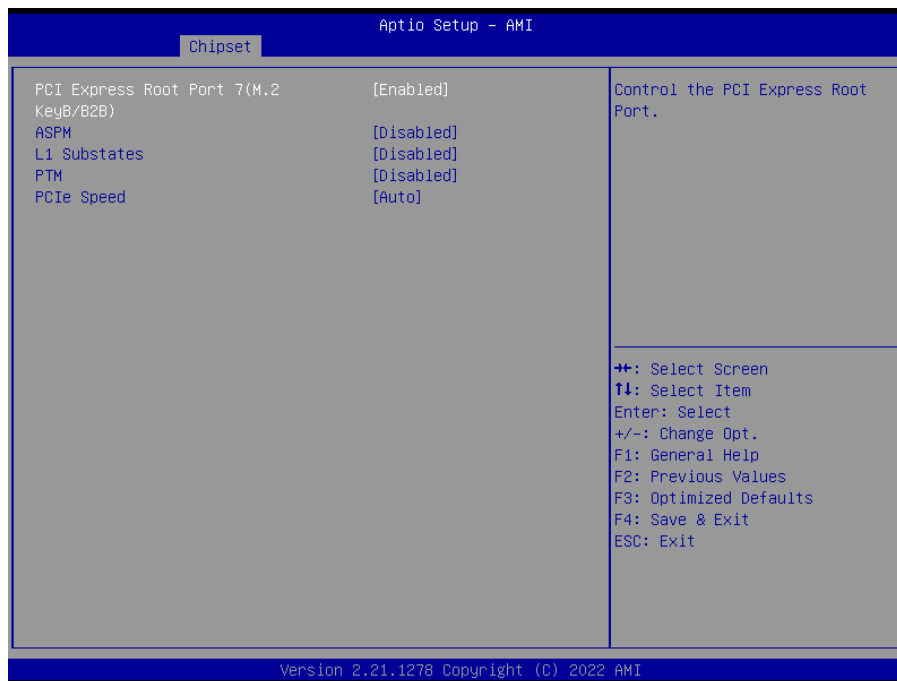 Aptio Setup – AMI
Chipset
PCI Express Root Port 7(M.2 [Enabled]
KeyB/B2B)
ASPM [Disabled]
L1 Substates [Disabled]
PTM [Disabled]
PCIe Speed [Auto]
Control the PCI Express Root
Port.
→←: Select Screen
↑↓: Select Item
Enter: Select
+/-: Change Opt.
F1: General Help
F2: Previous Values
F3: Optimized Defaults
F4: Save & Exit
ESC: Exit
Version 2.21.1278 Copyright (C) 2022 AMI